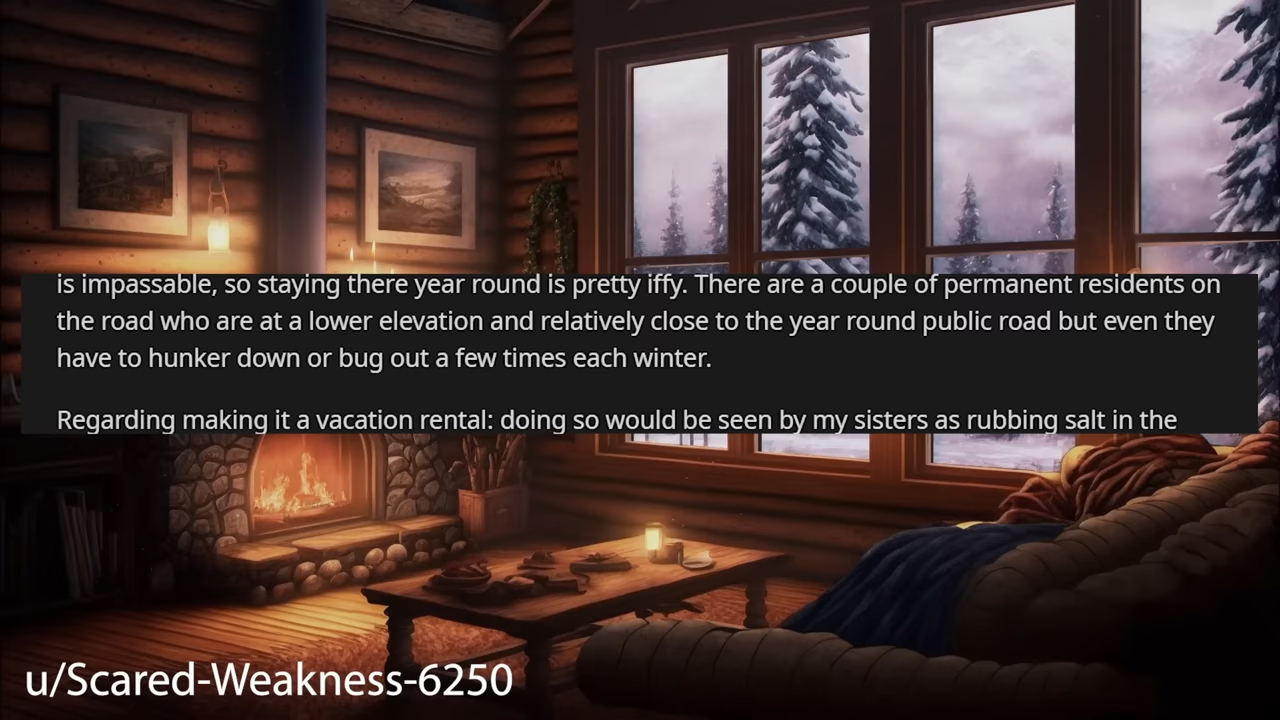 is impassable, so staying there year round is pretty iffy. There are a couple of permanent residents on
the road who are at a lower elevation and relatively close to the year round public road but even they
have to hunker down or bug out a few times each winter.
Regarding making it a vacation rental: doing so would be seen by my sisters as rubbing salt in the
u/Scared-Weakness-6250